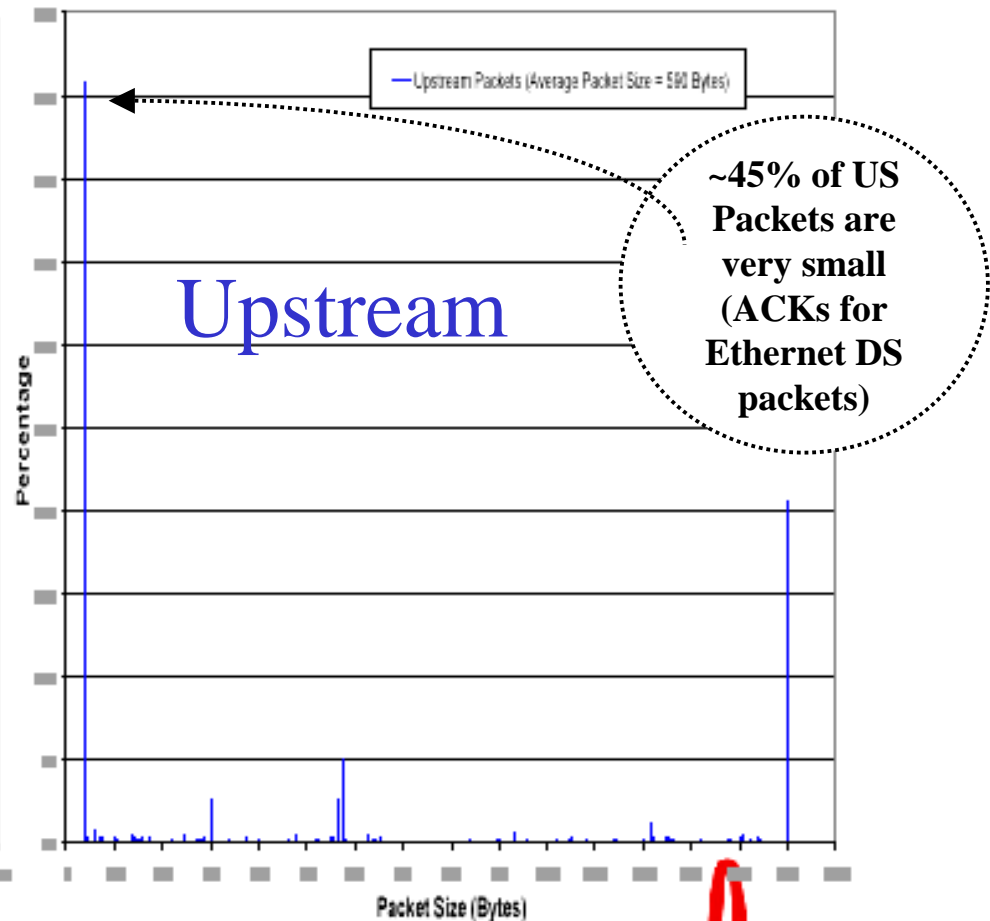 Upstream Packets (Average Packet Size = 590 Bytes)
~45% of US
Packets are
very small
(ACKs for
Ethernet DS
packets)
Upstream
Percentage
Packet Size (Bytes)